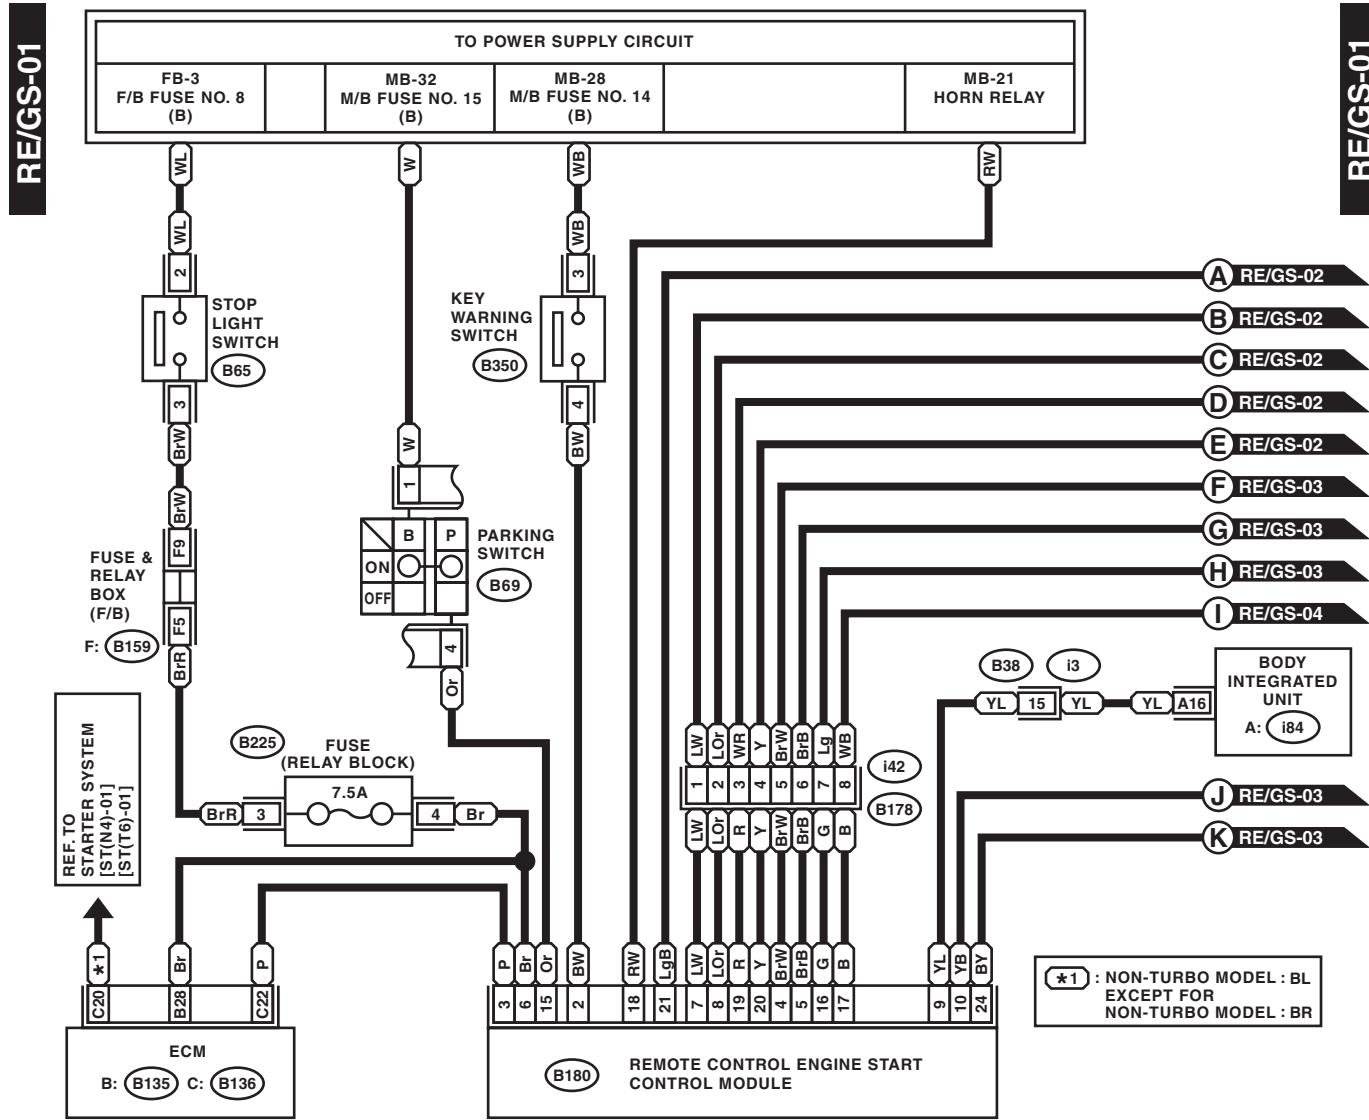 RE/GS-01
RE/GS-01
TO POWER SUPPLY CIRCUIT
FB-3
F/B FUSE NO. 8
(B)
MB-32
M/B FUSE NO. 15
(B)
MB-28
M/B FUSE NO. 14
(B)
MB-21
HORN RELAY
WL
W
WB
RW
WL
WB
2
3
STOP
LIGHT
SWITCH
B65
KEY
WARNING
SWITCH
B350
3
4
BrW
W
BW
BrW
1
F9
FUSE &
RELAY
BOX
(F/B)
F: B159
F5
BrR
B P
ON
OFF
PARKING
SWITCH
B69
4
Or
A RE/GS-02
B RE/GS-02
C RE/GS-02
D RE/GS-02
E RE/GS-02
F RE/GS-03
G RE/GS-03
H RE/GS-03
I RE/GS-04
B38 i3
YL 15 YL YL A16
BODY
INTEGRATED
UNIT
A: i84
REF. TO
STARTER SYSTEM
[ST(N4)-01]
[ST(T6)-01]
B225
FUSE
(RELAY BLOCK)
7.5A
BrR 3 4 Br
LW LOr WR Y BrW BrB Lg WB
1 2 3 4 5 6 7 8
i42
B178
LW LOr R Y BrW BrB G B
J RE/GS-03
K RE/GS-03
*1 Br P P Br Or BW RW LgB LW LOr R Y BrW BrB G B YL YB BY
C20 B28 C22 3 6 15 2 18 21 7 8 19 20 4 5 16 17 9 10 24
ECM
B: B135 C: B136
B180
REMOTE CONTROL ENGINE START
CONTROL MODULE
*1 : NON-TURBO MODEL : BL
EXCEPT FOR
NON-TURBO MODEL : BR